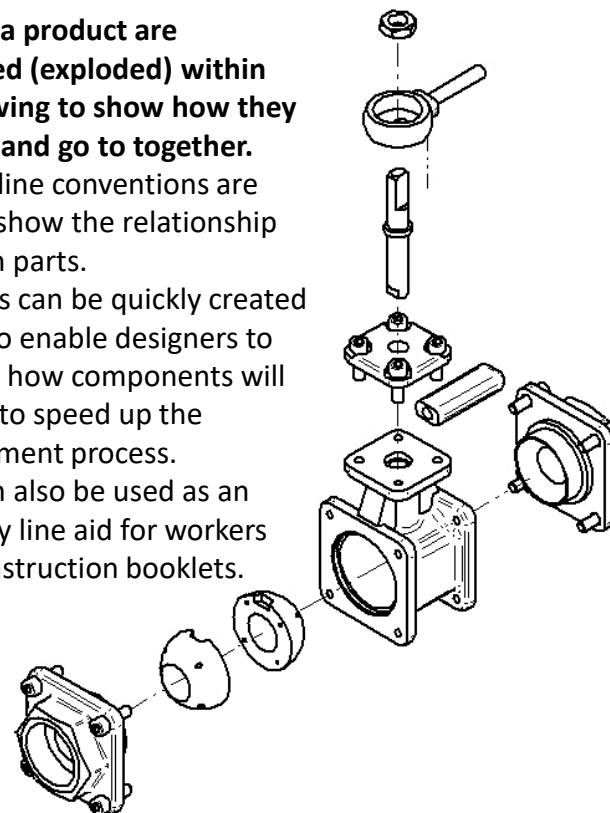 a product are
ed (exploded) within
ving to show how they
and go to together.
line conventions are
show the relationship
n parts.
s can be quickly created
o enable designers to
how components will
to speed up the
ment process.
n also be used as an
y line aid for workers
nstruction booklets.